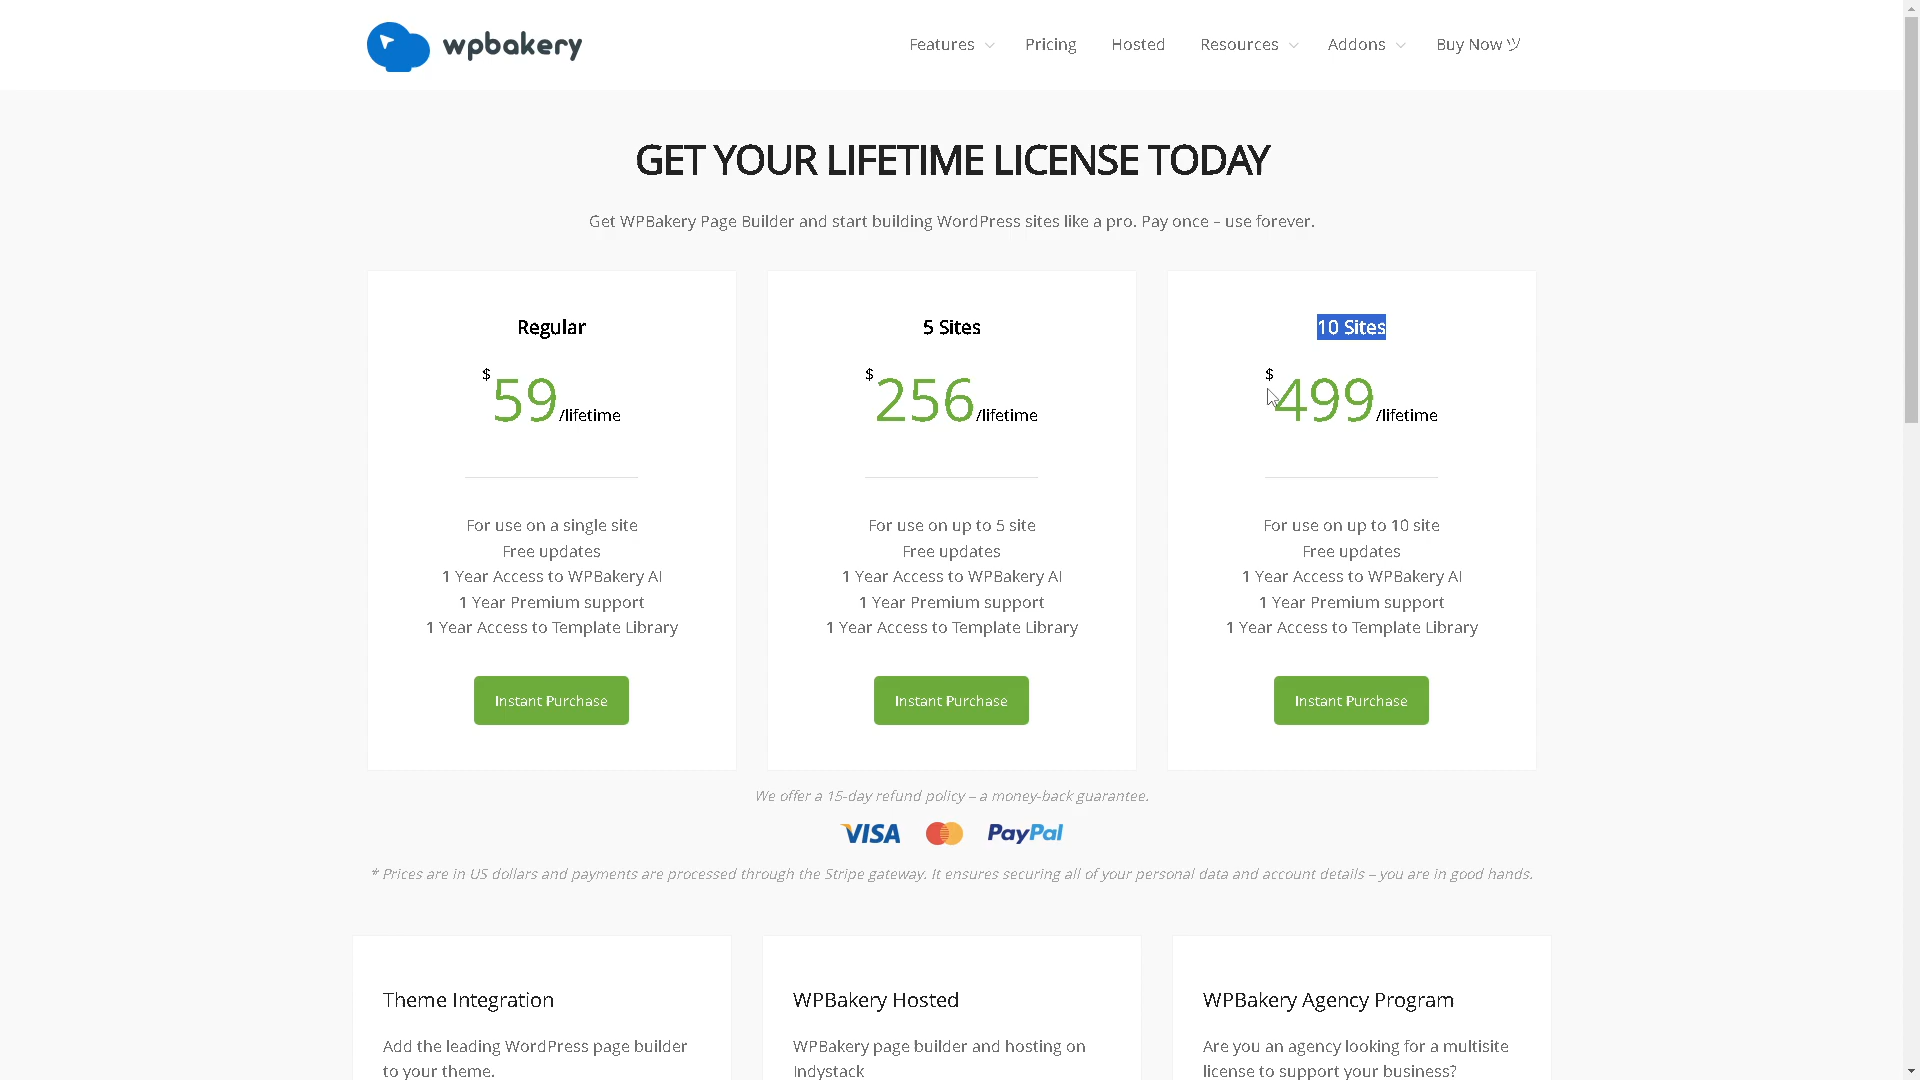 wpbakery
Features
Pricing
Hosted
Resources
Addons
Buy Now ツ
GET YOUR LIFETIME LICENSE TODAY
Get WPBakery Page Builder and start building WordPress sites like a pro. Pay once – use forever.
Regular
$59/lifetime
For use on a single site
Free updates
1 Year Access to WPBakery AI
1 Year Premium support
1 Year Access to Template Library
Instant Purchase
5 Sites
$256/lifetime
For use on up to 5 site
Free updates
1 Year Access to WPBakery AI
1 Year Premium support
1 Year Access to Template Library
Instant Purchase
10 Sites
$499/lifetime
For use on up to 10 site
Free updates
1 Year Access to WPBakery AI
1 Year Premium support
1 Year Access to Template Library
Instant Purchase
We offer a 15-day refund policy – a money-back guarantee.
VISA
PayPal
* Prices are in US dollars and payments are processed through the Stripe gateway. It ensures securing all of your personal data and account details – you are in good hands.
Theme Integration
Add the leading WordPress page builder
to your theme.
WPBakery Hosted
WPBakery page builder and hosting on
Indystack
WPBakery Agency Program
Are you an agency looking for a multisite
license to support your business?